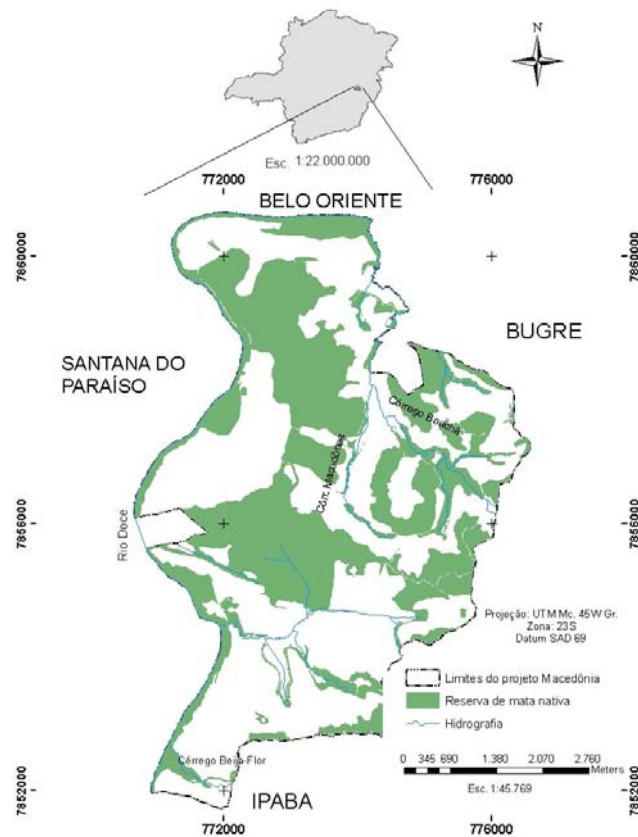 N
Esc. 1:22.000.000
772000
776000
BELO ORIENTE
7860000
7860000
BUGRE
SANTANA DO
PARAÍSO
Córrego Bouchá
Córr. Macedônea
7856000
7856000
Rio Doce
Projeção: UTM Mc. 45W Gr.
Zona: 23S
Datum SAD 69
Limites do projeto Macedônia
Reserva de mata nativa
Hidrografia
Córrego Beija-Flor
0 345 690 1.380 2.070 2.760
Meters
Esc. 1:45.769
7852000
7852000
IPABA
772000
776000